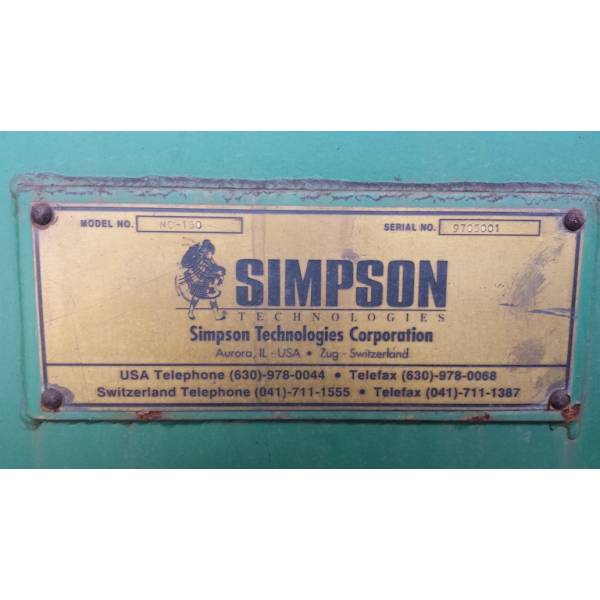 MODEL NO. SERIAL NO. 9705001
SIMPSON
TECHNOLOGIES
Simpson Technologies Corporation
Aurora, IL - USA • Zug - Switzerland
USA Telephone (630)-978-0044 • Telefax (630)-978-0068
Switzerland Telephone (041)-711-1555 • Telefax (041)-711-1387